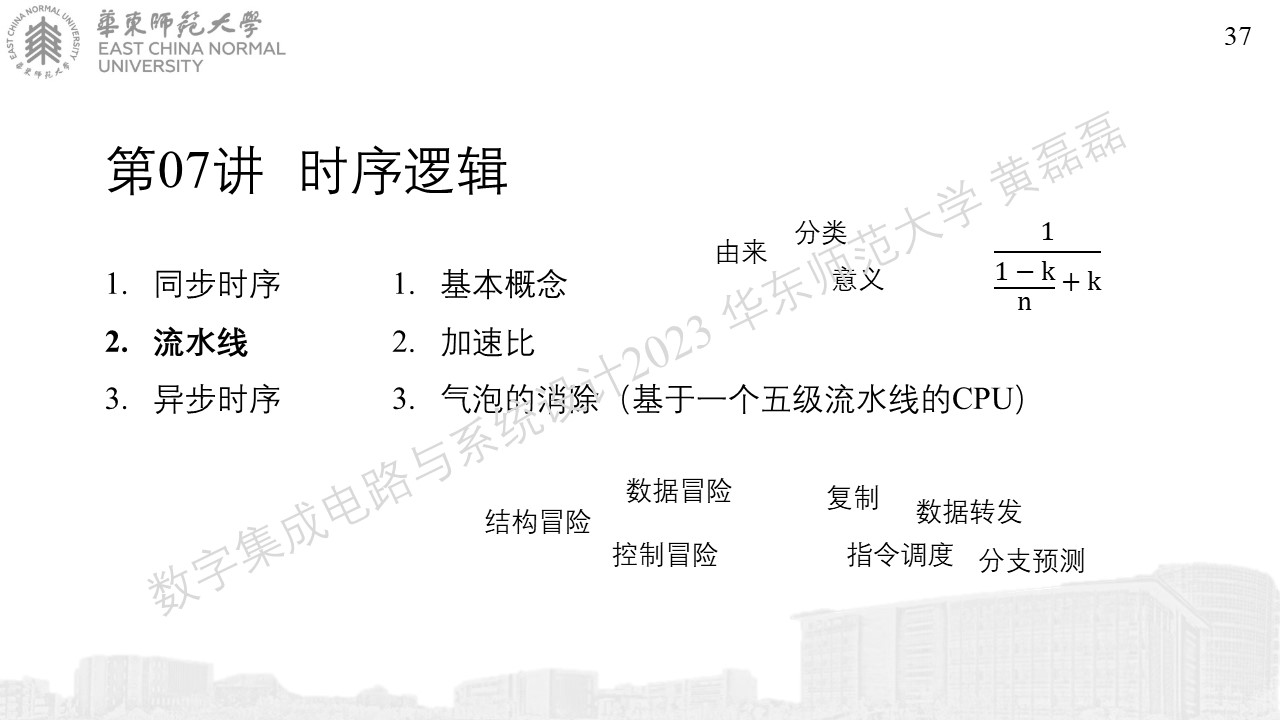 華東師範大學
EAST CHINA NORMAL
UNIVERSITY
EAST CHINA NORMAL UNIVERSITY
華東師範大學
37
第07讲 时序逻辑
1. 同步时序
2. 流水线
3. 异步时序
1. 基本概念
2. 加速比
3. 气泡的消除（基于一个五级流水线的CPU）
由来
分类
意义
1
1 − k
n
+ k
结构冒险
数据冒险
控制冒险
复制
数据转发
指令调度
分支预测
数字集成电路与系统设计2023 华东师范大学 黄磊磊